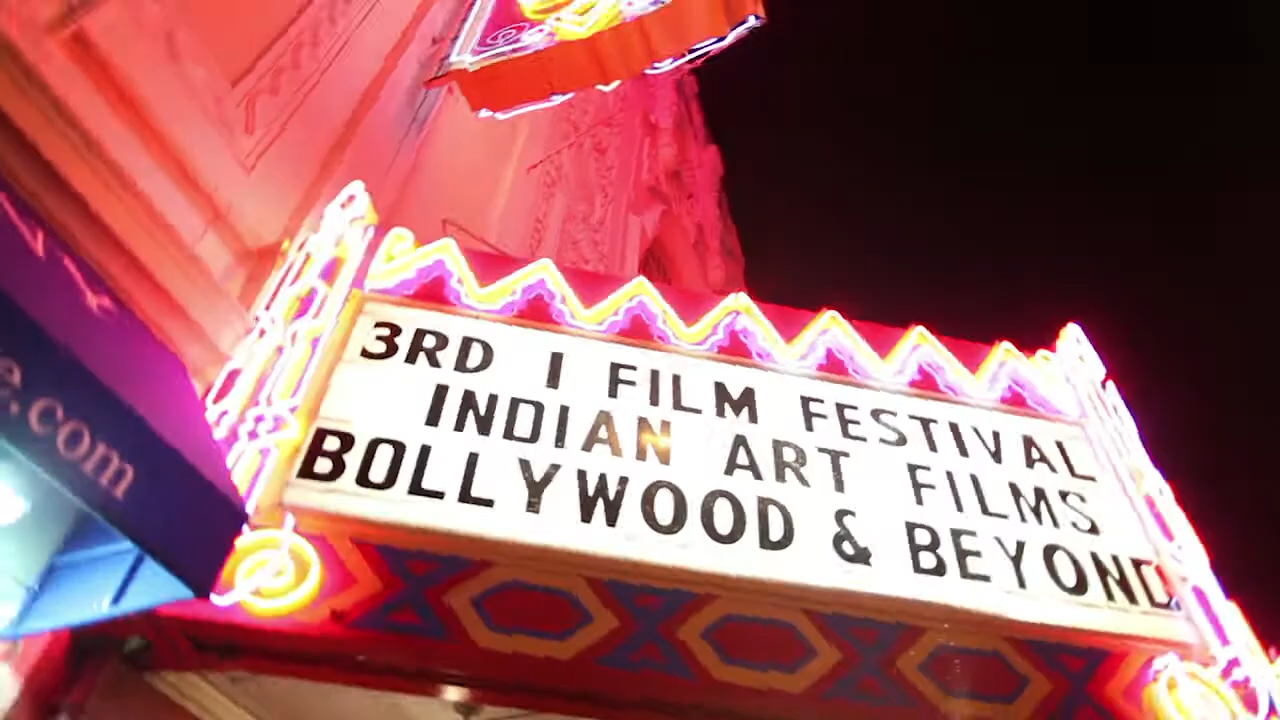 3RD I FILM FESTIVAL
INDIAN ART FILMS
BOLLYWOOD & BEYOND
e.com